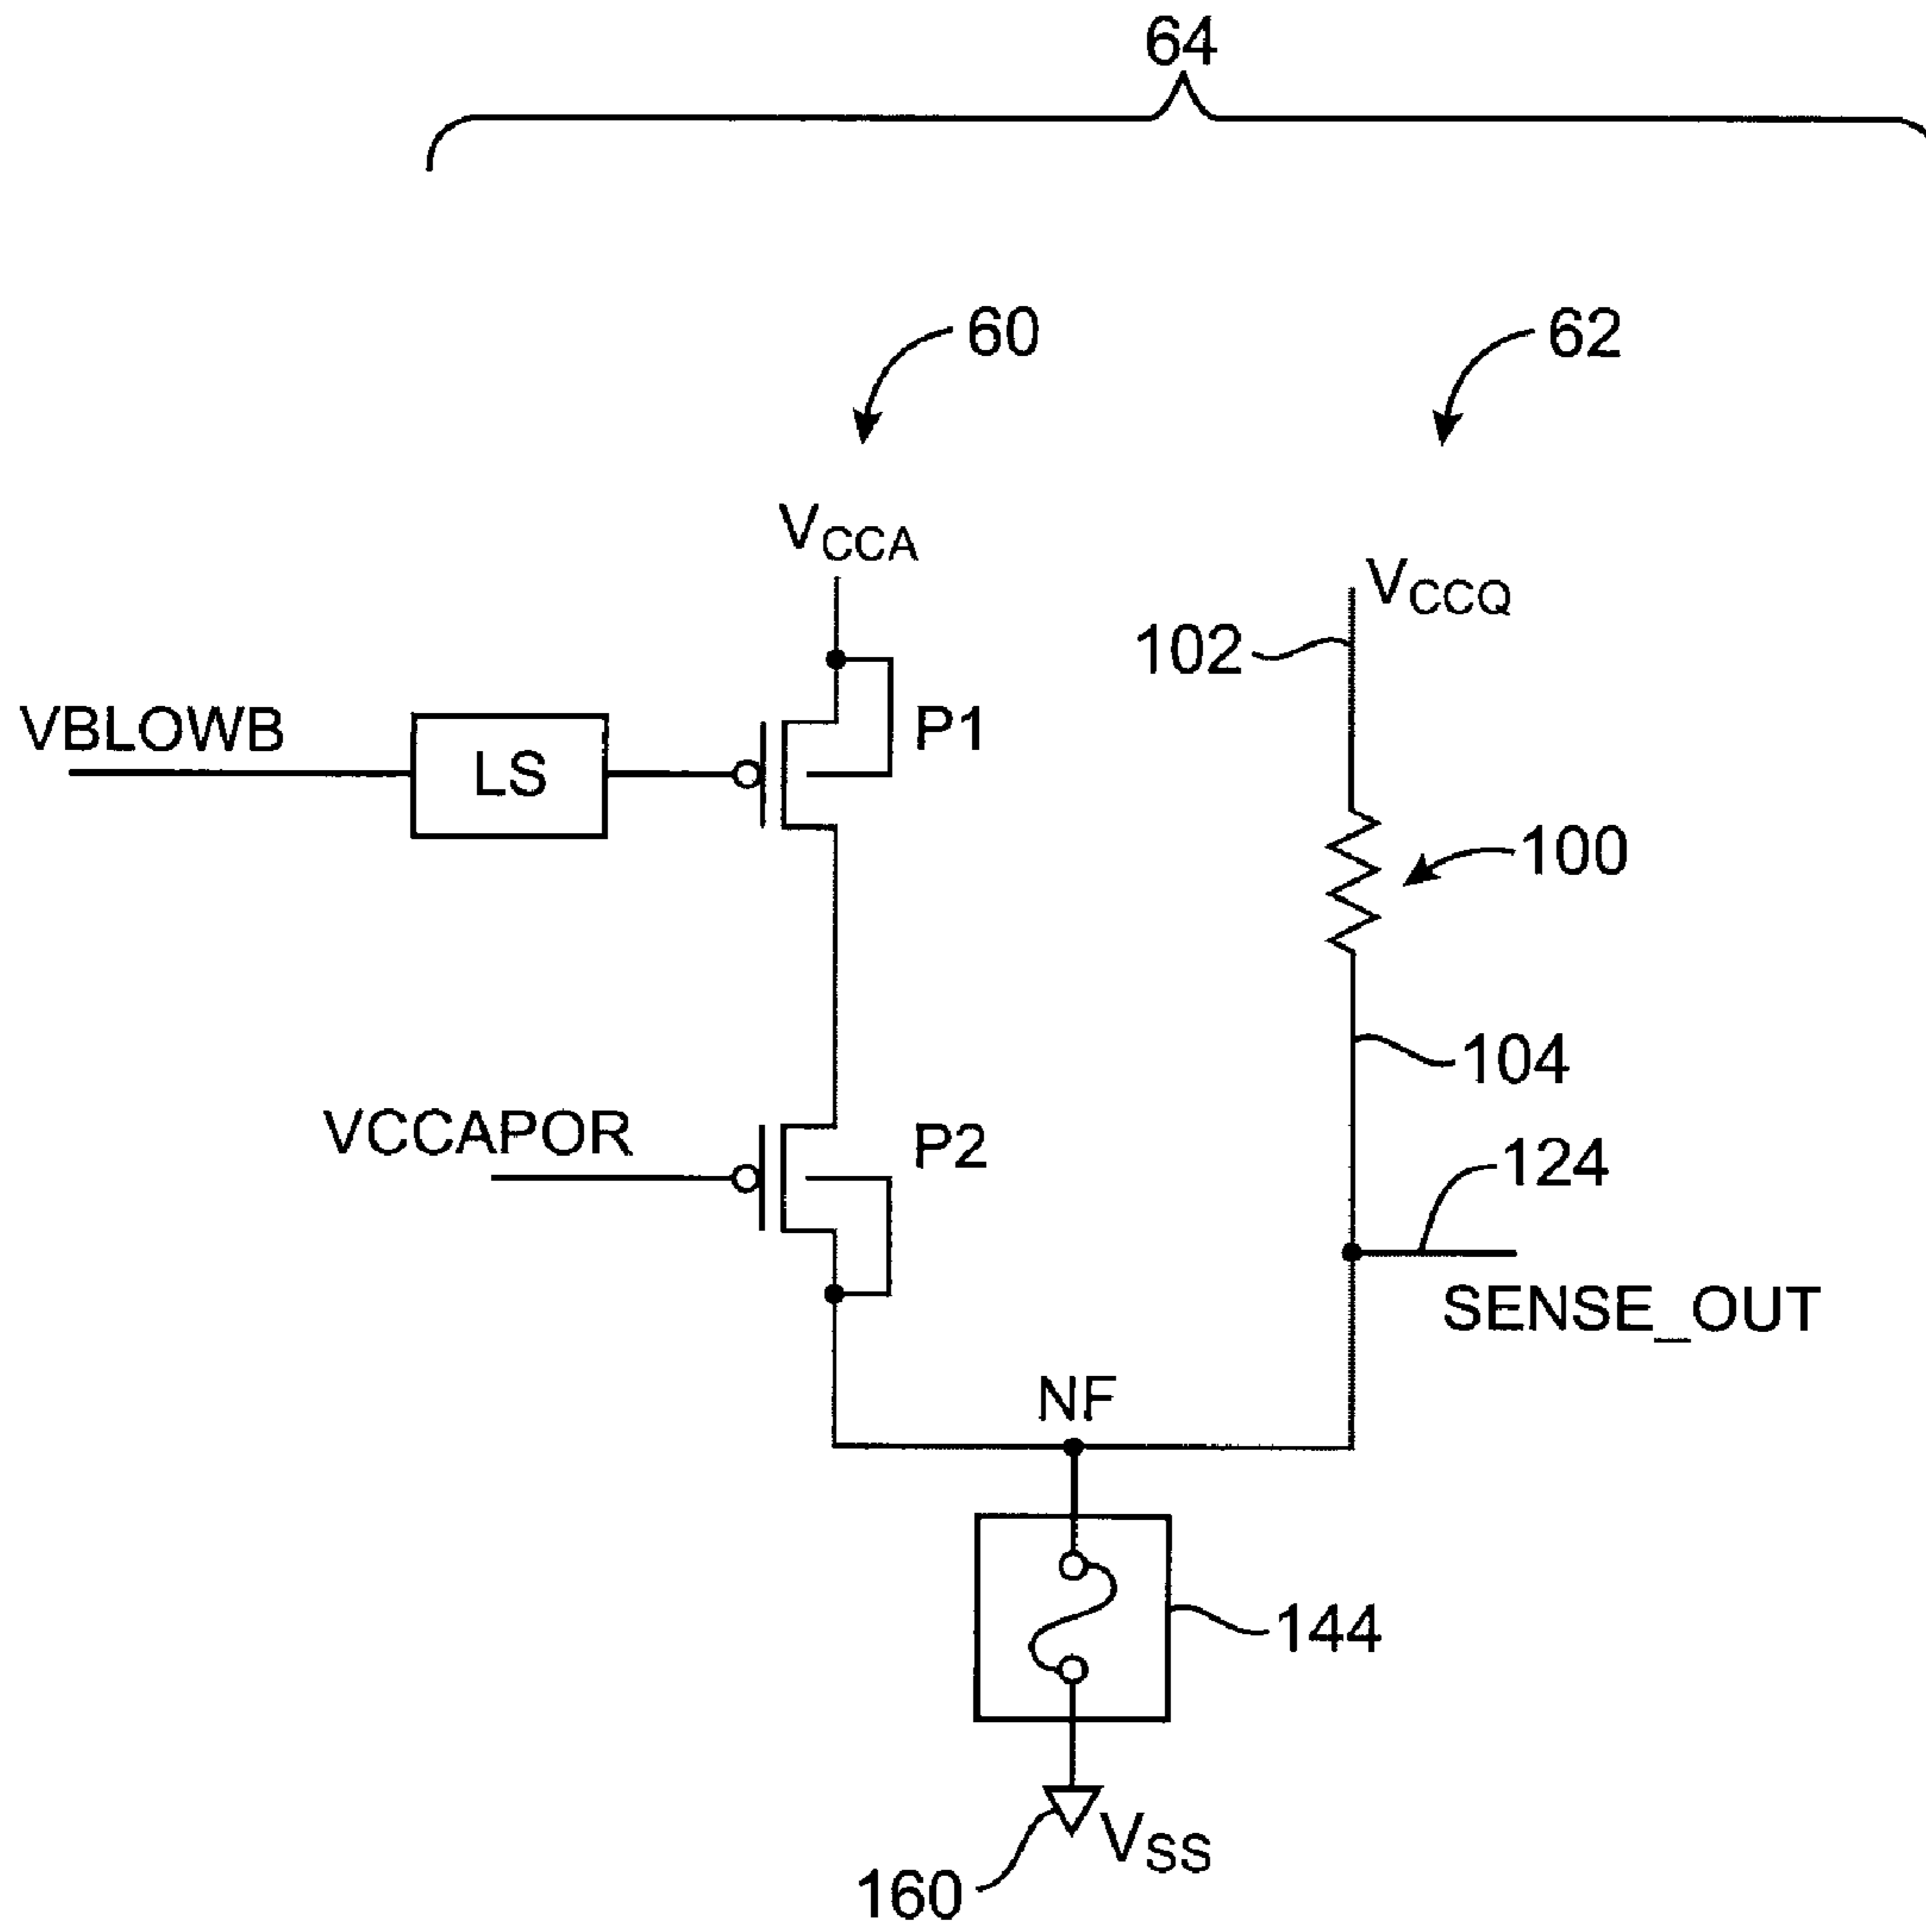 64
60
62
VCCA
VCCQ
102
VBLOWB
LS
P1
100
104
VCCAPOR
P2
124
SENSE_OUT
NF
144
VSS
160